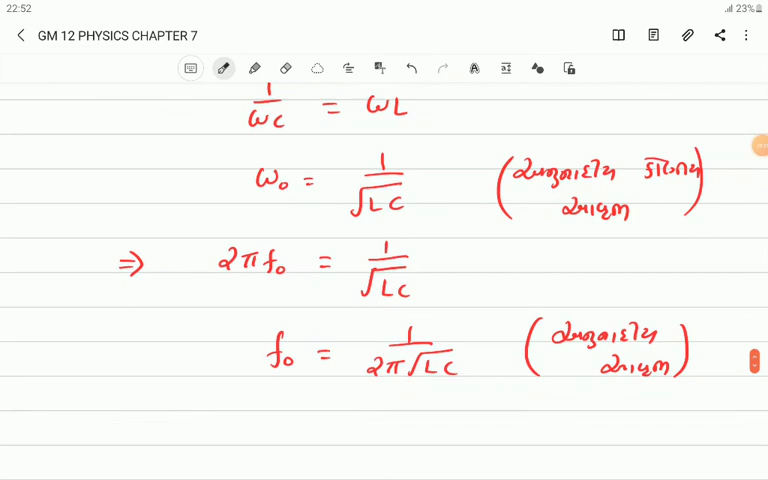 22:52
23%
GM 12 PHYSICS CHAPTER 7
1/ωC = ωL
ω₀ = 1/√LC (અનુનાદીય કોણીય
આવૃત્તિ)
⇒ 2πf₀ = 1/√LC
f₀ = 1/2π√LC (અનુનાદીય
આવૃત્તિ)